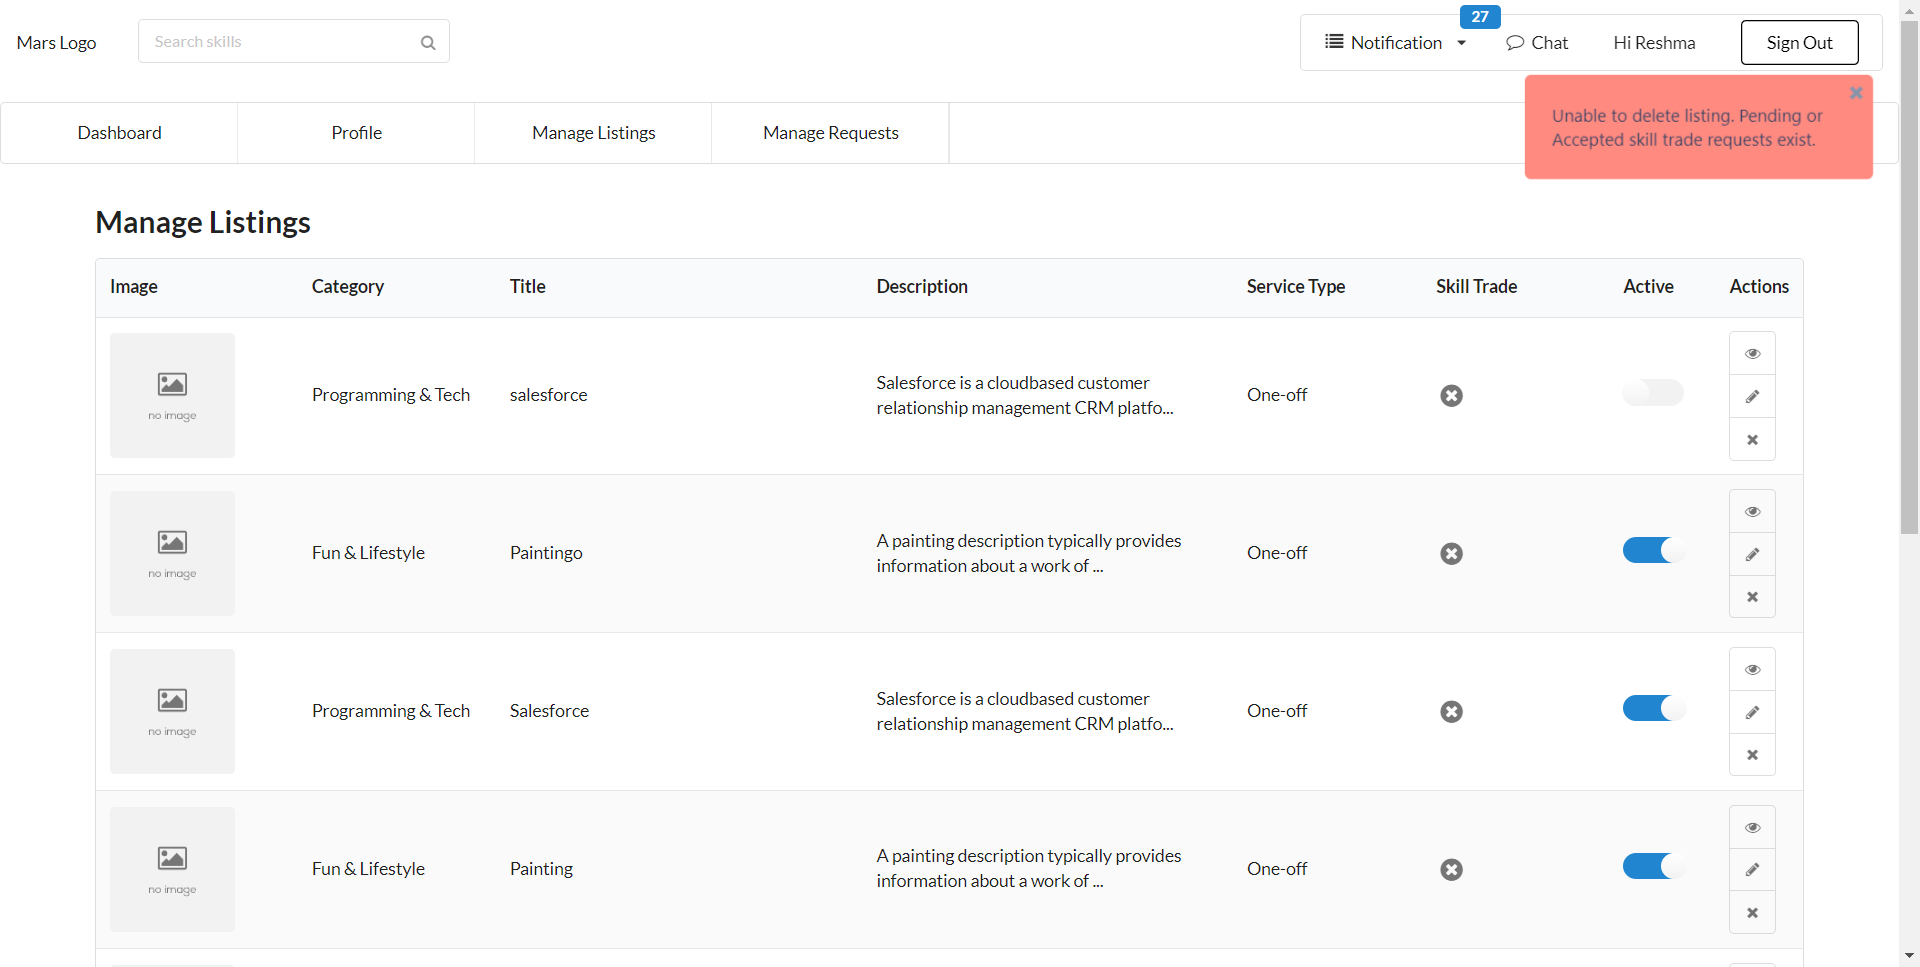 27
Mars Logo
Search skills
Notification
Chat
Hi Reshma
Sign Out
Unable to delete listing. Pending or
Accepted skill trade requests exist.
Dashboard
Profile
Manage Listings
Manage Requests
Manage Listings
Image
Category
Title
Description
Service Type
Skill Trade
Active
Actions
no image
Programming & Tech
salesforce
Salesforce is a cloudbased customer
relationship management CRM platfo...
One-off
no image
Fun & Lifestyle
Paintingo
A painting description typically provides
information about a work of ...
One-off
no image
Programming & Tech
Salesforce
Salesforce is a cloudbased customer
relationship management CRM platfo...
One-off
no image
Fun & Lifestyle
Painting
A painting description typically provides
information about a work of ...
One-off